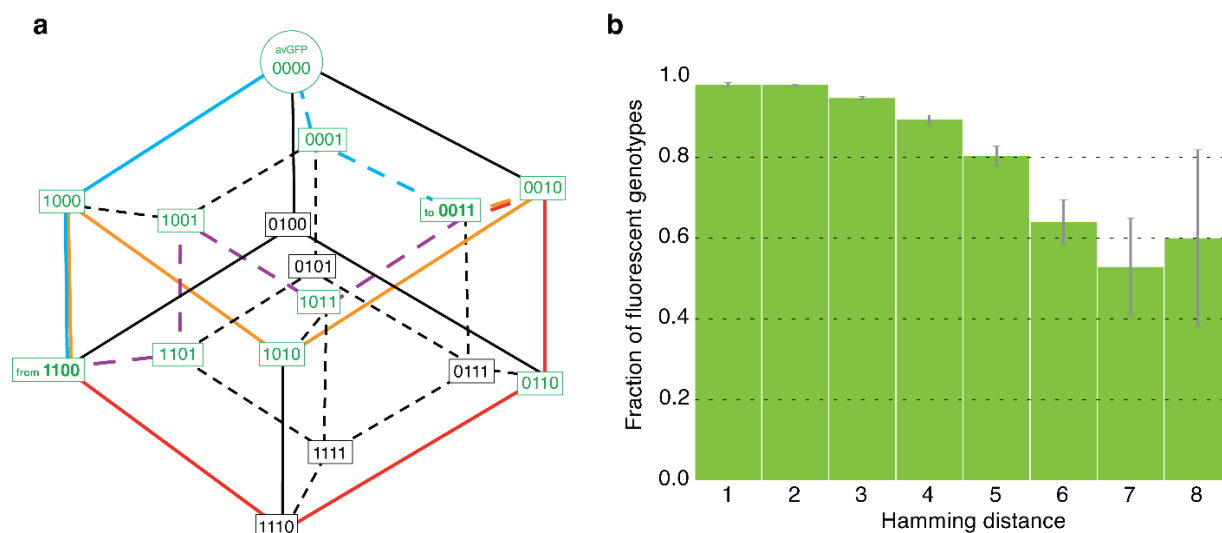 a
avGFP
0000
0001
1000
1001
to 0011
0010
0100
0101
1011
from 1100
1101
1010
0111
0110
1111
1110
b
Fraction of fluorescent genotypes
1.0
0.8
0.6
0.4
0.2
0.0
1 2 3 4 5 6 7 8
Hamming distance